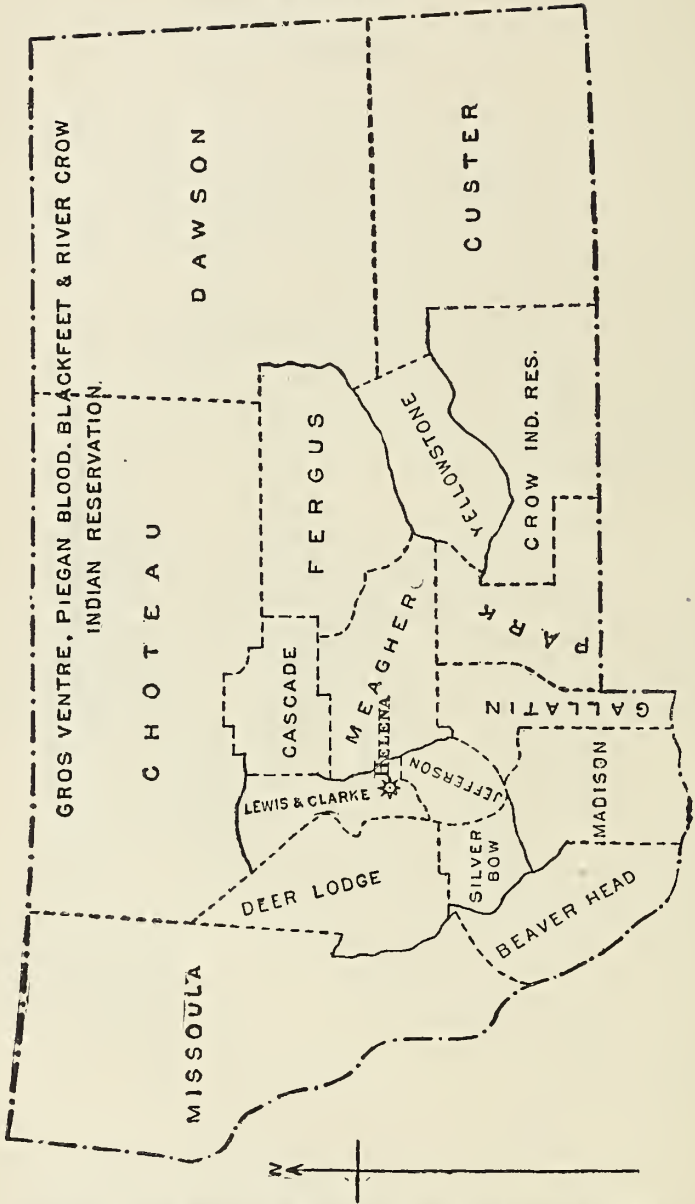 GROS VENTRE, PIEGAN BLOOD. BLACKFEET & RIVER CROW
INDIAN RESERVATION.
DAWSON
CHOTEAU
MISSOULA
CUSTER
FERGUS
CASCADE
MEAGHER
HELENA
LEWIS & CLARKE
DEER LODGE
JEFFERSON
SILVER
BOW
YELLOWSTONE
CROW IND. RES.
PARK
GALLATIN
MADISON
BEAVER HEAD
N